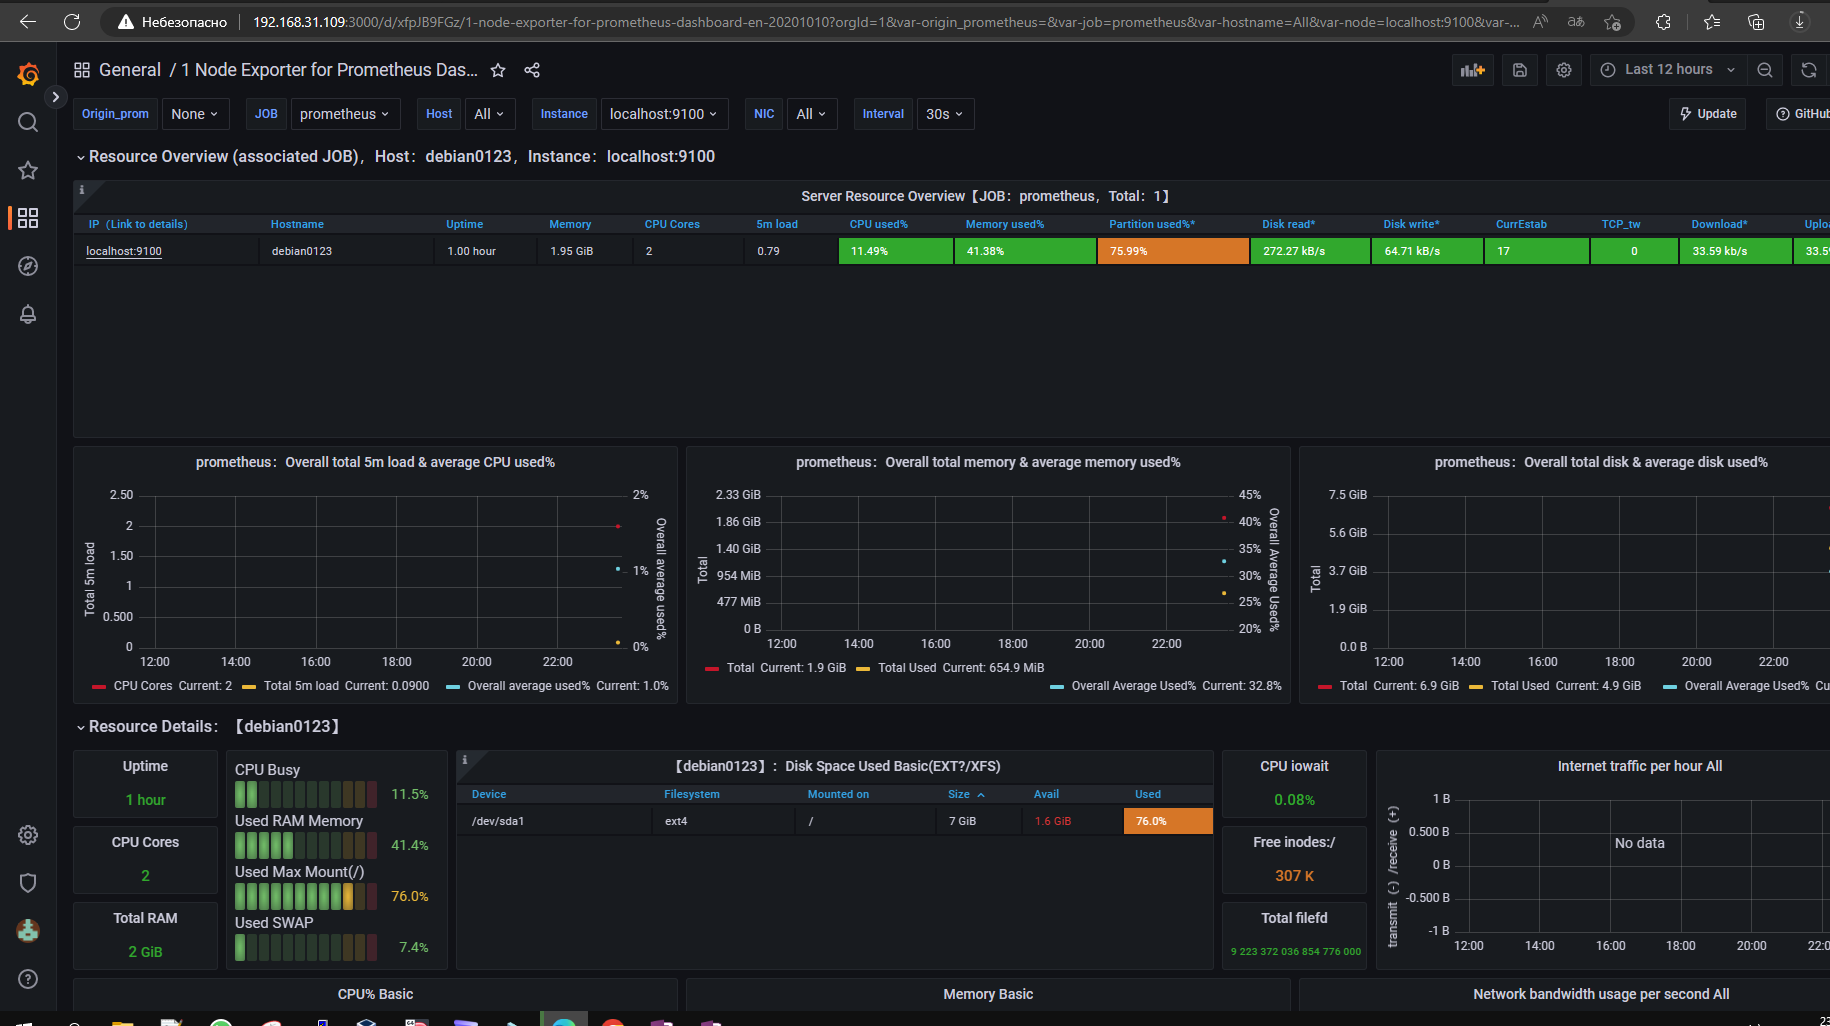 Небезопасно
192.168.31.109:3000/d/xfpJB9FGz/1-node-exporter-for-prometheus-dashboard-en-20201010?orgId=1&var-origin_prometheus=&var-job=prometheus&var-hostname=All&var-node=localhost:9100&var-...
General / 1 Node Exporter for Prometheus Das...
Last 12 hours
Origin_prom None JOB prometheus Host All Instance localhost:9100 NIC All Interval 30s Update GitHub
Resource Overview (associated JOB)，Host：debian0123，Instance：localhost:9100
Server Resource Overview【JOB：prometheus，Total：1】
IP（Link to details） Hostname Uptime Memory CPU Cores 5m load CPU used% Memory used% Partition used%* Disk read* Disk write* CurrEstab TCP_tw Download* Uplo
localhost:9100 debian0123 1.00 hour 1.95 GiB 2 0.79 11.49% 41.38% 75.99% 272.27 kB/s 64.71 kB/s 17 0 33.59 kb/s 33.5
prometheus：Overall total 5m load & average CPU used%
2.50 2%
2
1.50
1 1%
0.500
0 0%
Total 5m load
Overall average used%
12:00 14:00 16:00 18:00 20:00 22:00
CPU Cores Current: 2 Total 5m load Current: 0.0900 Overall average used% Current: 1.0%
prometheus：Overall total memory & average memory used%
2.33 GiB 45%
1.86 GiB 40%
1.40 GiB 35%
954 MiB 30%
477 MiB 25%
0 B 20%
Total
Overall Average Used%
12:00 14:00 16:00 18:00 20:00 22:00
Total Current: 1.9 GiB Total Used Current: 654.9 MiB
Overall Average Used% Current: 32.8%
prometheus：Overall total disk & average disk used%
7.5 GiB
5.6 GiB
3.7 GiB
1.9 GiB
0.0 B
Total
12:00 14:00 16:00 18:00 20:00 22:00
Total Current: 6.9 GiB Total Used Current: 4.9 GiB Overall Average Used% Cu
Resource Details：【debian0123】
Uptime
1 hour
CPU Cores
2
Total RAM
2 GiB
CPU Busy
11.5%
Used RAM Memory
41.4%
Used Max Mount(/)
76.0%
Used SWAP
7.4%
【debian0123】：Disk Space Used Basic(EXT?/XFS)
Device Filesystem Mounted on Size Avail Used
/dev/sda1 ext4 / 7 GiB 1.6 GiB 76.0%
CPU iowait
0.08%
Free inodes:/
307 K
Total filefd
9 223 372 036 854 776 000
Internet traffic per hour All
1 B
0.500 B
0 B
-0.500 B
-1 B
transmit（-）/receive（+）
No data
12:00 14:00 16:00 18:00 20:00 22:0
CPU% Basic
Memory Basic
Network bandwidth usage per second All